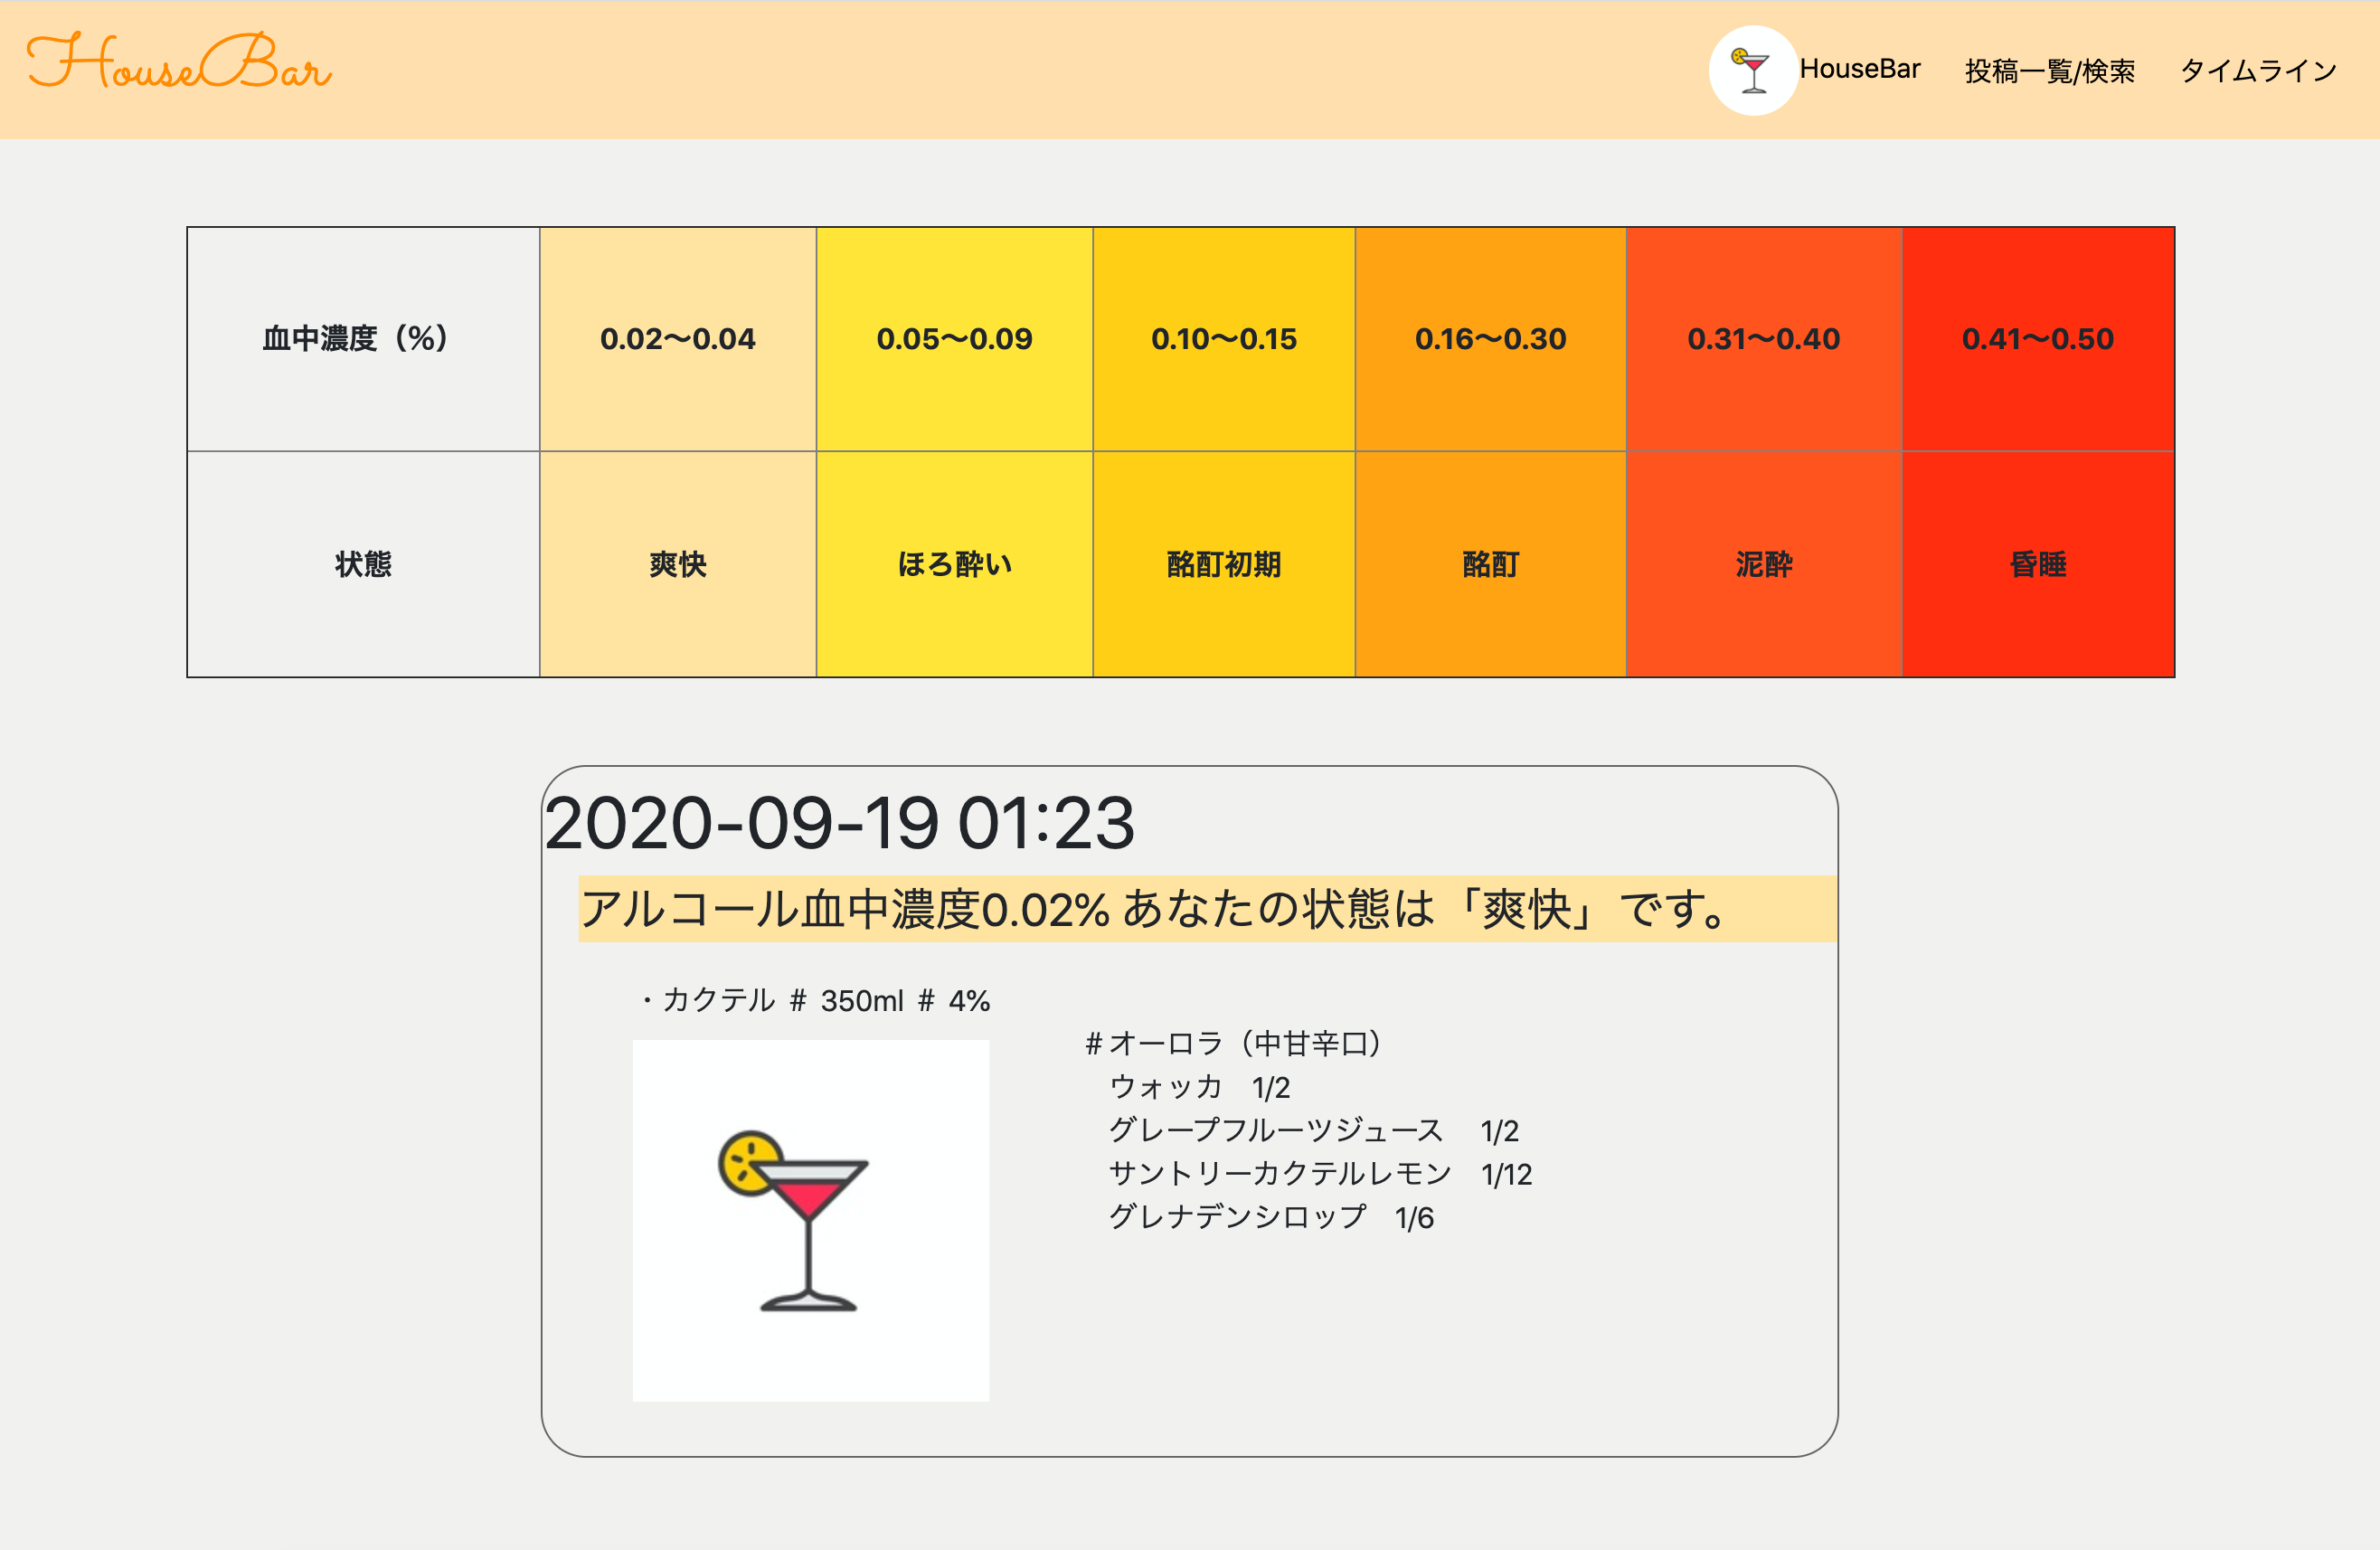 HouseBar
HouseBar 投稿一覧/検索 タイムライン
血中濃度（%） 0.02〜0.04 0.05〜0.09 0.10〜0.15 0.16〜0.30 0.31〜0.40 0.41〜0.50
状態 爽快 ほろ酔い 酩酊初期 酩酊 泥酔 昏睡
2020-09-19 01:23
アルコール血中濃度0.02% あなたの状態は「爽快」です。
・カクテル # 350ml # 4%
#オーロラ（中甘辛口）
ウォッカ　1/2
グレープフルーツジュース　1/2
サントリーカクテルレモン　1/12
グレナデンシロップ　1/6